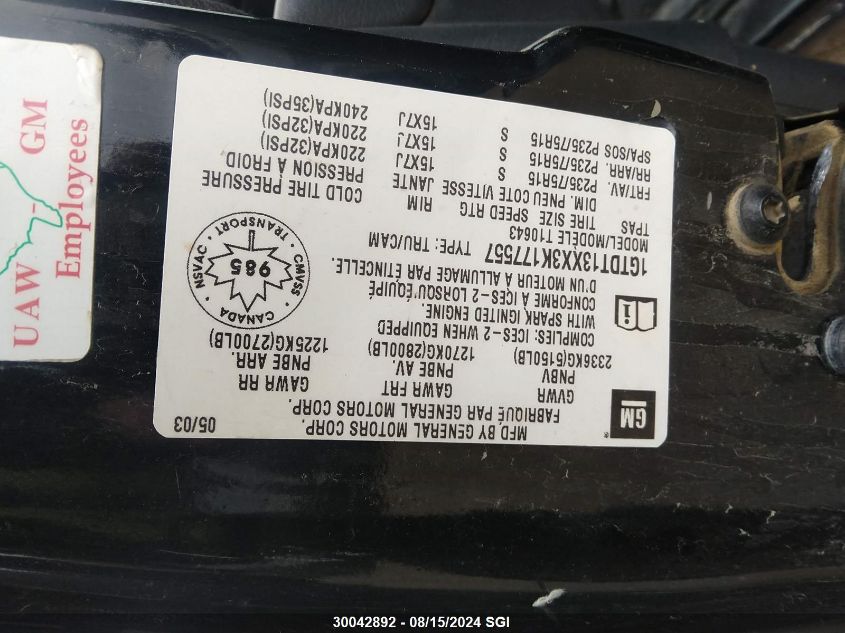 MFD. BY GENERAL MOTORS CORP.
FABRIQUÉ PAR GENERAL MOTORS CORP.
05/03
GM
®
GVWR GAWR FRT GAWR RR
PNBV PNBE AV. PNBE ARR.
2336KG(5150LB) 1270KG(2800LB) 1225KG(2700LB)
COMPLIES: ICES-2 WHEN EQUIPPED
WITH SPARK IGNITED ENGINE.
CONFORME À ICES-2 LORSQU'ÉQUIPÉ
D'UN MOTEUR A ALLUMAGE PAR ÉTINCELLE.
i
CANADA
CMVSS
NSVAC
TRANSPORT
985
1GTDT13XX3K177557 TYPE: TRU/CAM
MODEL/MODÈLE T10643
TPAS
TIRE SIZE SPEED RTG RIM COLD TIRE PRESSURE
DIM. PNEU COTE VITESSE JANTE PRESSION À FROID.
FRT/AV. P235/75R15 S 15X7J 220KPA(32PSI)
RR/ARR. P235/75R15 S 15X7J 220KPA(32PSI)
SPA/SOS P235/75R15 S 15X7J 240KPA(35PSI)
UAW - GM
Employees
30042892 - 08/15/2024 SGI